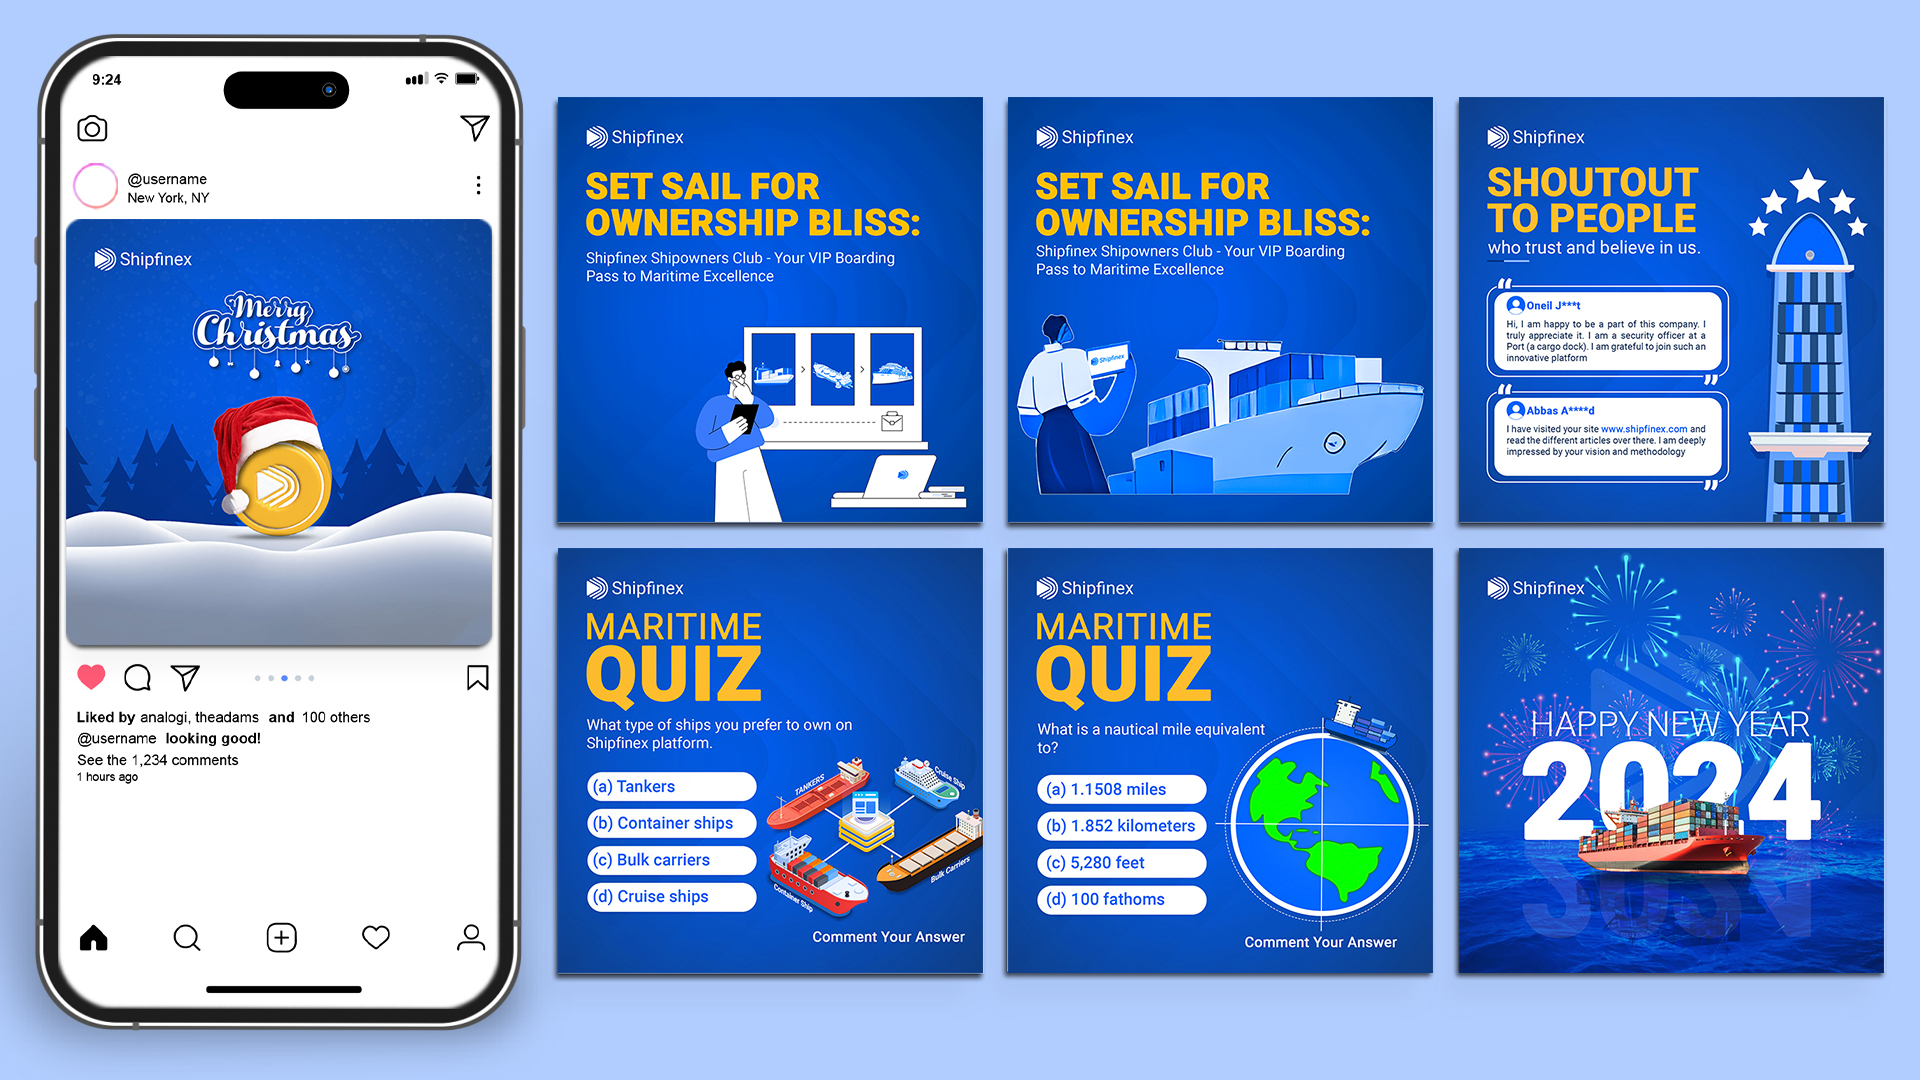 9:24
@username
New York, NY
Shipfinex
Merry
Christmas
Liked by analogi, theadams and 100 others
@username looking good!
See the 1,234 comments
1 hours ago
Shipfinex
SET SAIL FOR
OWNERSHIP BLISS:
Shipfinex Shipowners Club - Your VIP Boarding
Pass to Maritime Excellence
Shipfinex
SET SAIL FOR
OWNERSHIP BLISS:
Shipfinex Shipowners Club - Your VIP Boarding
Pass to Maritime Excellence
Shipfinex
Shipfinex
SHOUTOUT
TO PEOPLE
who trust and believe in us.
Oneil J***t
Hi, I am happy to be a part of this company. I
truly appreciate it. I am a security officer at a
Port (a cargo dock). I am grateful to join such an
innovative platform
Abbas A****d
I have visited your site www.shipfinex.com and
read the different articles over there. I am deeply
impressed by your vision and methodology
Shipfinex
MARITIME
QUIZ
What type of ships you prefer to own on
Shipfinex platform.
(a) Tankers
(b) Container ships
(c) Bulk carriers
(d) Cruise ships
TANKERS
Cruise Ship
Container Ship
Bulk Carriers
Comment Your Answer
Shipfinex
MARITIME
QUIZ
What is a nautical mile equivalent
to?
(a) 1.1508 miles
(b) 1.852 kilometers
(c) 5,280 feet
(d) 100 fathoms
Comment Your Answer
Shipfinex
HAPPY NEW YEAR
2024